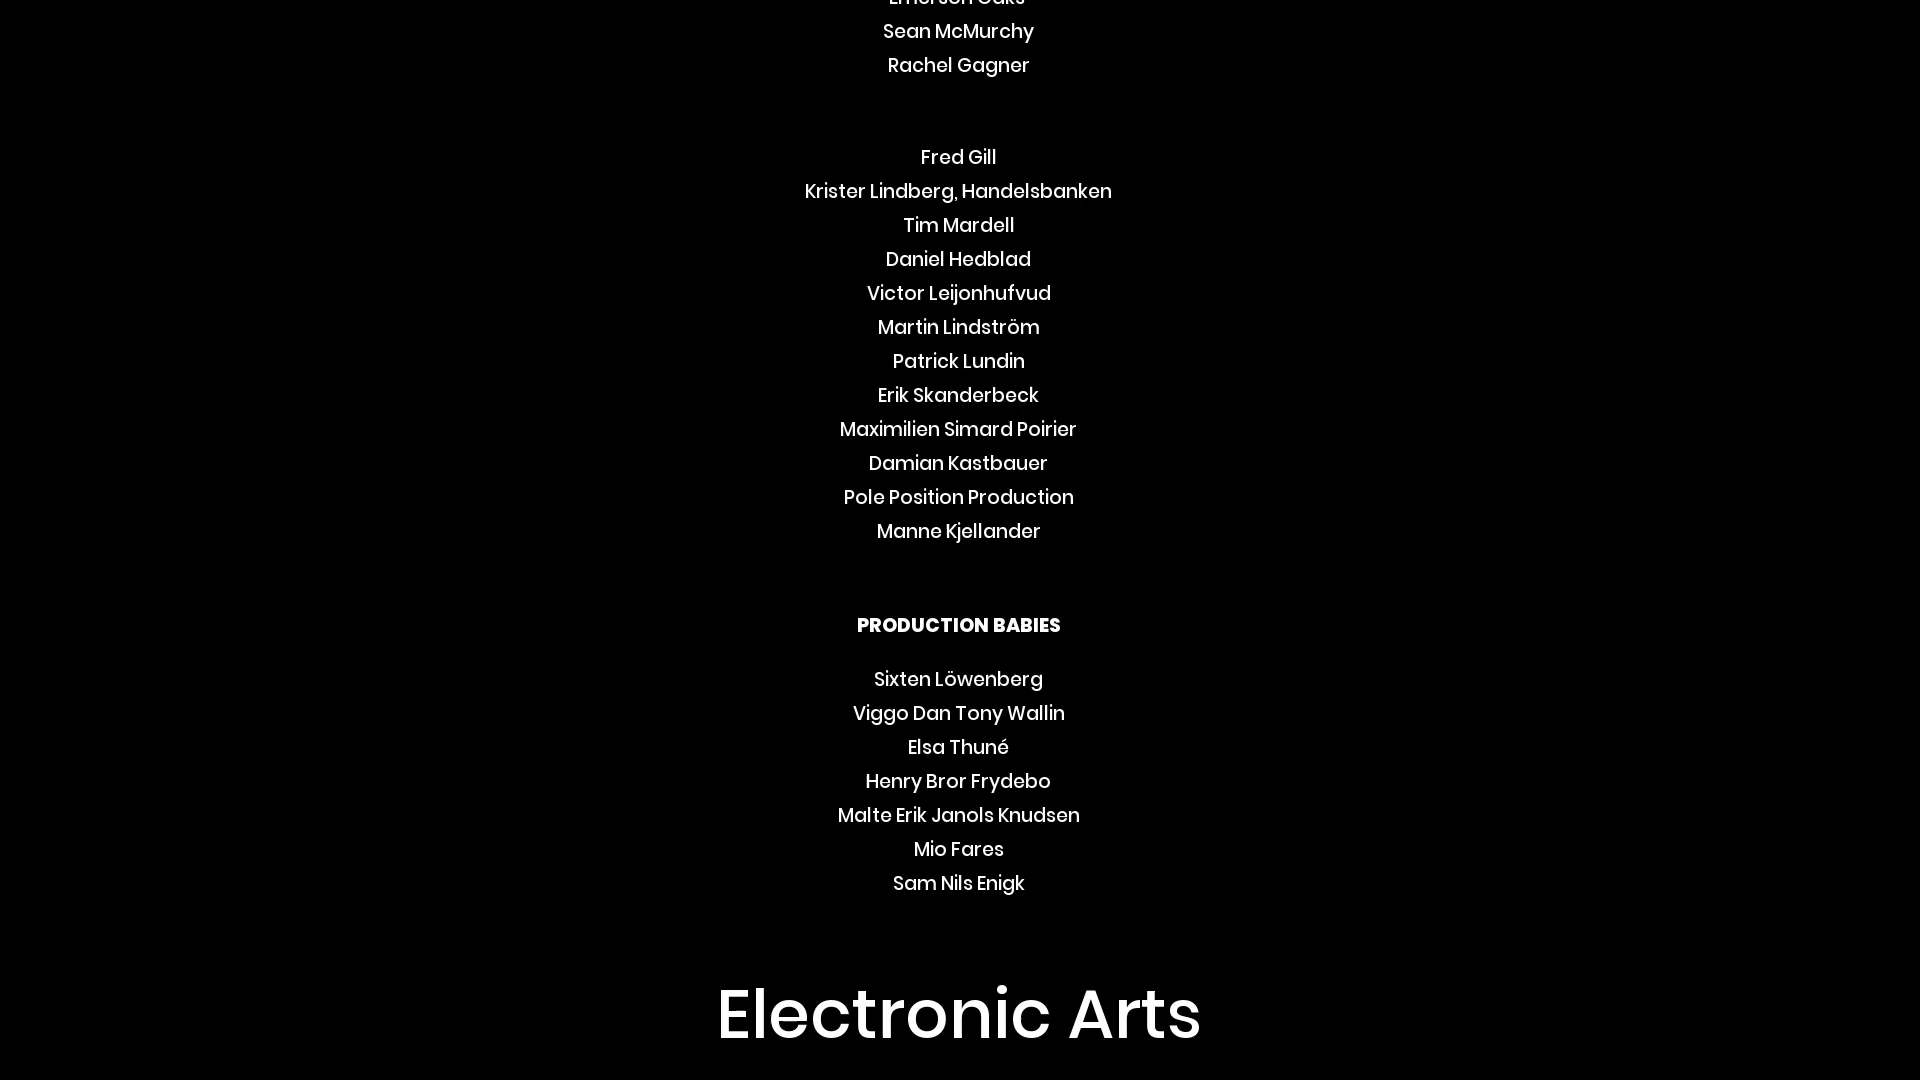 Emerson Oaks
Sean McMurchy
Rachel Gagner
Fred Gill
Krister Lindberg, Handelsbanken
Tim Mardell
Daniel Hedblad
Victor Leijonhufvud
Martin Lindström
Patrick Lundin
Erik Skanderbeck
Maximilien Simard Poirier
Damian Kastbauer
Pole Position Production
Manne Kjellander
PRODUCTION BABIES
Sixten Löwenberg
Viggo Dan Tony Wallin
Elsa Thuné
Henry Bror Frydebo
Malte Erik Janols Knudsen
Mio Fares
Sam Nils Enigk
Electronic Arts